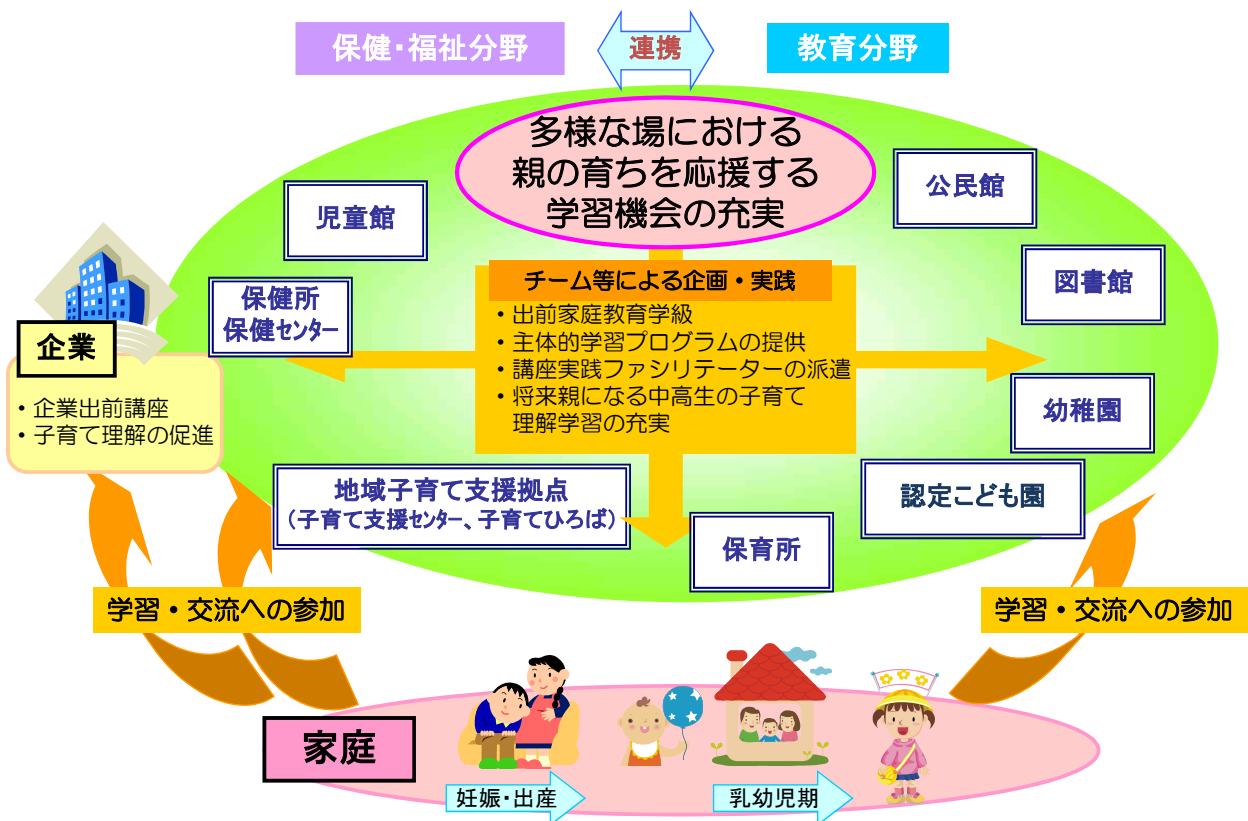 保健・福祉分野
連携
教育分野
多様な場における
親の育ちを応援する
学習機会の充実
児童館
公民館
保健所
保健センター
図書館
チーム等による企画・実践
・出前家庭教育学級
・主体的学習プログラムの提供
・講座実践ファシリテーターの派遣
・将来親になる中高生の子育て
理解学習の充実
企業
・企業出前講座
・子育て理解の促進
幼稚園
地域子育て支援拠点
（子育て支援センター、子育てひろば）
認定こども園
保育所
学習・交流への参加
学習・交流への参加
家庭
妊娠・出産
乳幼児期